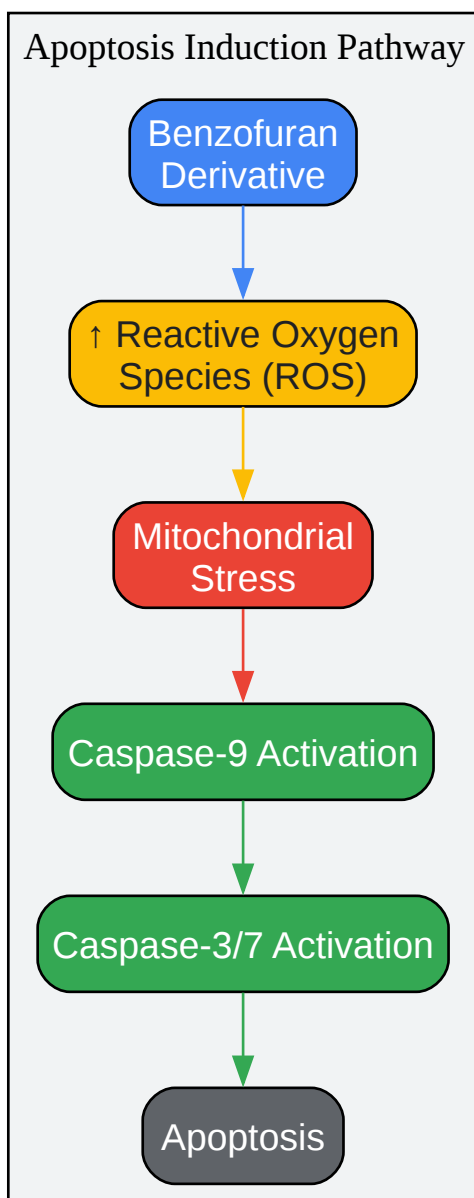 Apoptosis Induction Pathway
Benzofuran
Derivative
↑ Reactive Oxygen
Species (ROS)
Mitochondrial
Stress
Caspase-9 Activation
Caspase-3/7 Activation
Apoptosis